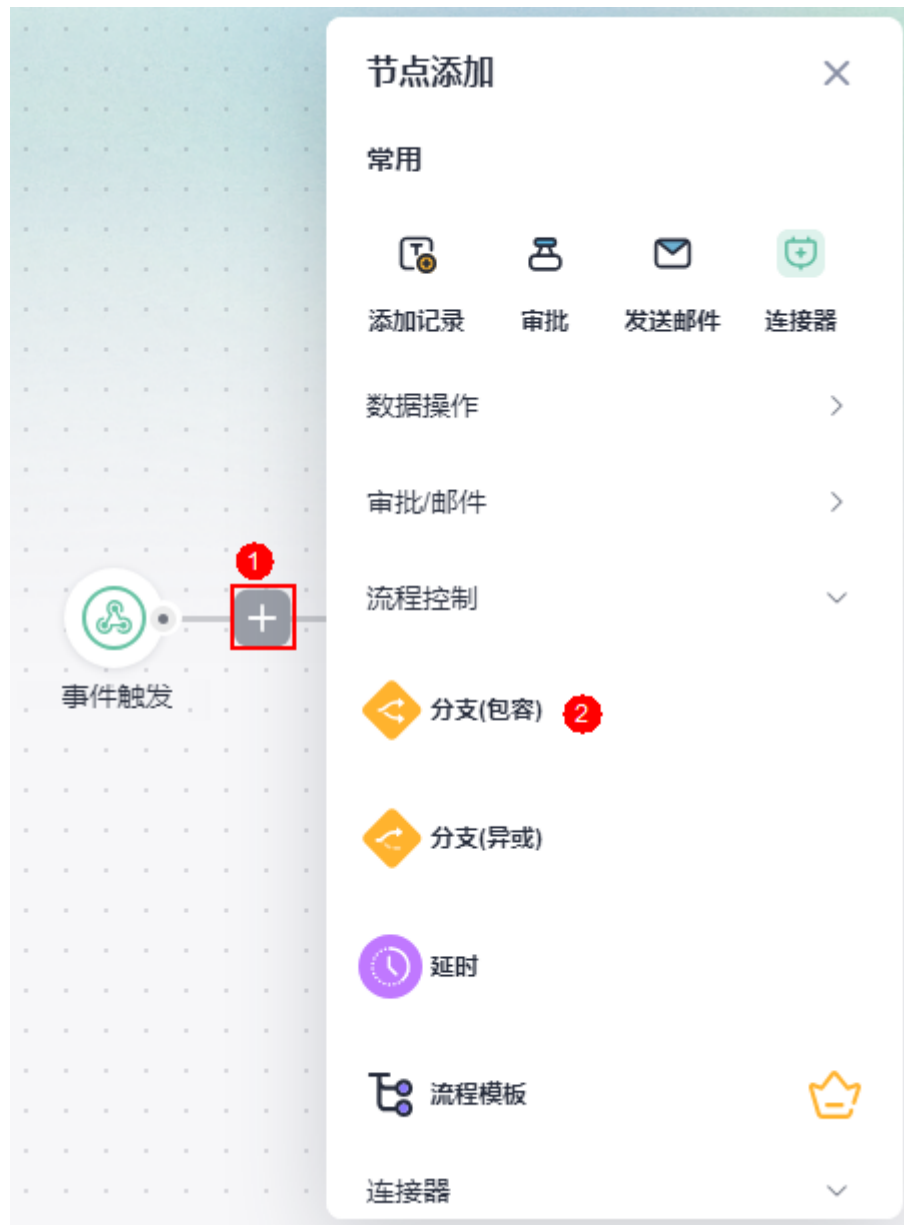 节点添加
常用
添加记录 审批 发送邮件 连接器
数据操作
审批/邮件
流程控制
1
事件触发
分支(包容) 2
分支(异或)
延时
流程模板
连接器